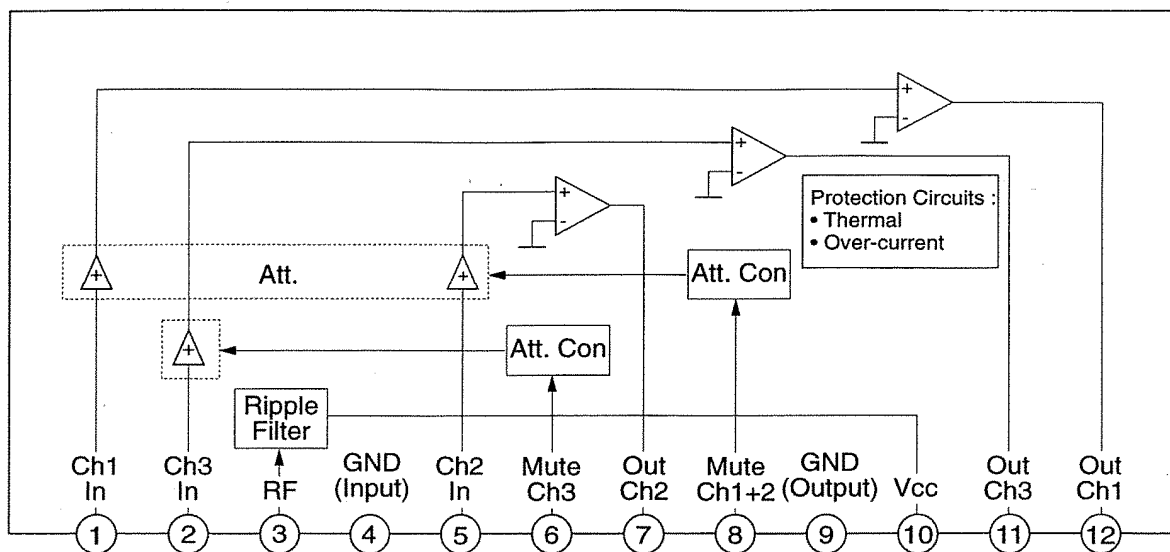 +
-
+
-
+
-
Protection Circuits :
• Thermal
• Over-current
+
Att.
+
Att. Con
+
Att. Con
Ripple
Filter
Ch1
In
Ch3
In
RF
GND
(Input)
Ch2
In
Mute
Ch3
Out
Ch2
Mute
Ch1+2
GND
(Output)
Vcc
Out
Ch3
Out
Ch1
1 2 3 4 5 6 7 8 9 10 11 12